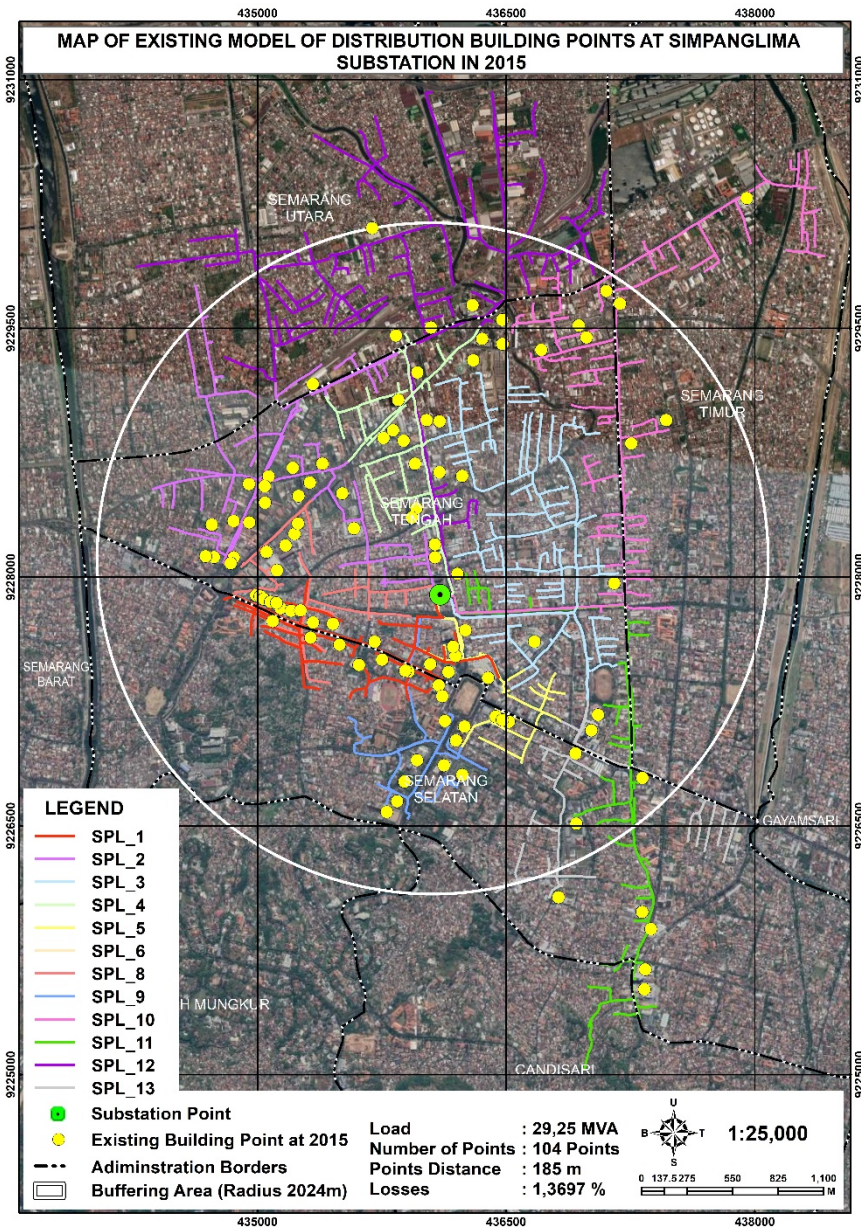 435000 436500 438000
MAP OF EXISTING MODEL OF DISTRIBUTION BUILDING POINTS AT SIMPANGLIMA
SUBSTATION IN 2015
9231000 9231000
SEMARANG
UTARA
9229500 9229500
SEMARANG
TIMUR
SEMARANG
TENGAH
9228000 9228000
SEMARANG
BARAT
SEMARANG
SELATAN
GAYAMSARI
9226500 9226500
H MUNGKUR
CANDISARI
9225000 9225000
LEGEND
SPL_1
SPL_2
SPL_3
SPL_4
SPL_5
SPL_6
SPL_8
SPL_9
SPL_10
SPL_11
SPL_12
SPL_13
Substation Point
Existing Building Point at 2015
Adiminstration Borders
Buffering Area (Radius 2024m)
Load : 29,25 MVA
Number of Points : 104 Points
Points Distance : 185 m
Losses : 1,3697 %
U
B T
S
1:25,000
0 137.5 275 550 825 1,100
M
435000 436500 438000